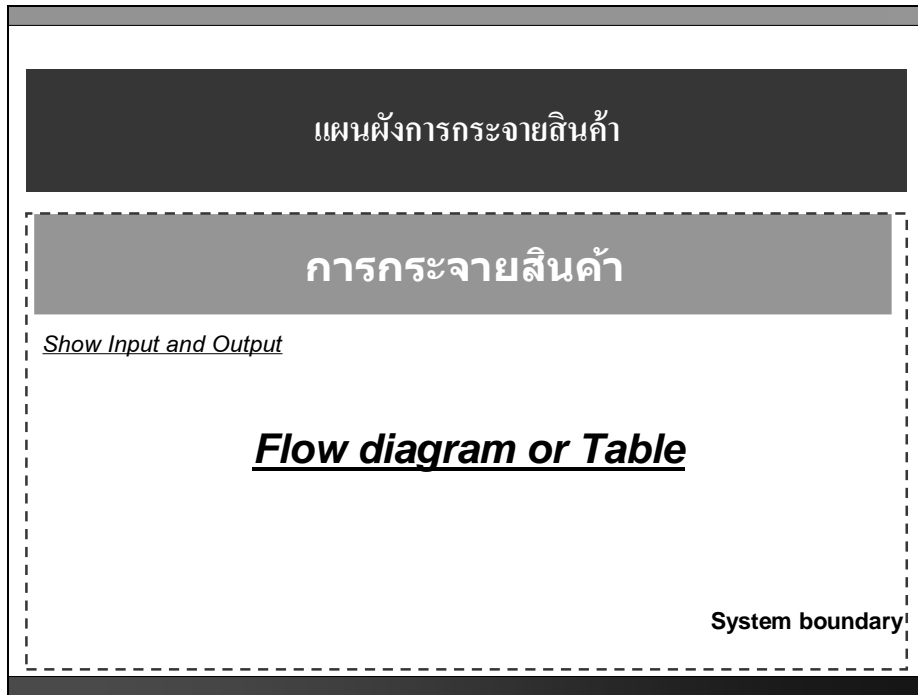 แผนผังการกระจายสินค้า
การกระจายสินค้า
Show Input and Output
Flow diagram or Table
System boundary